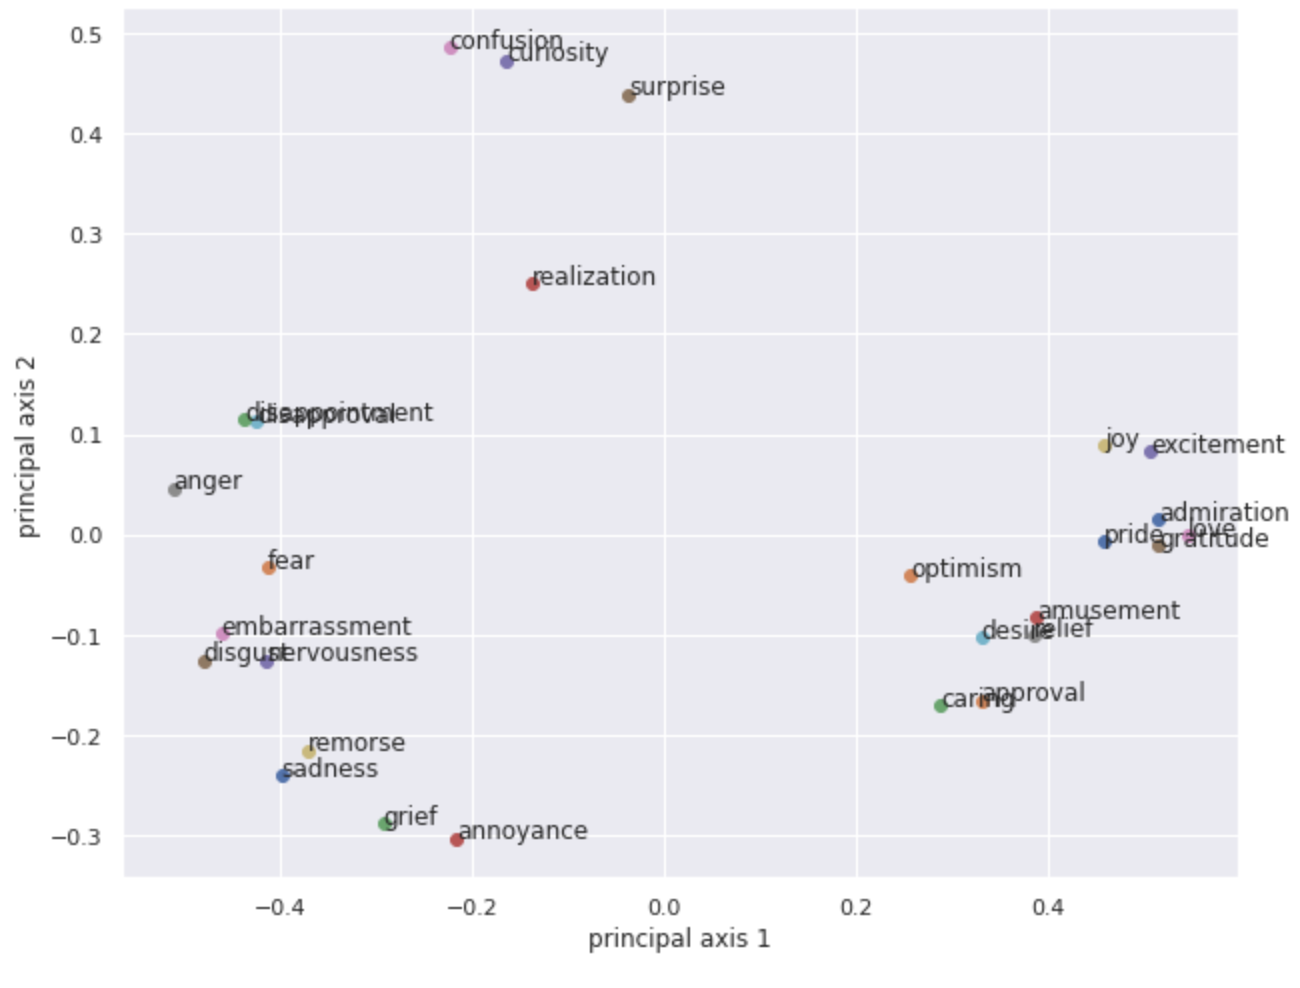 0.5
confusion
curiosity
surprise
0.4
0.3
realization
0.2
disappointment
disapproval
0.1
joy
excitement
anger
admiration
love
0.0
pride
gratitude
fear
optimism
amusement
relief
desire
−0.1
embarrassment
disgust
nervousness
approval
caring
−0.2
remorse
sadness
grief
annoyance
−0.3
−0.4
−0.2
0.0
0.2
0.4
principal axis 1
principal axis 2